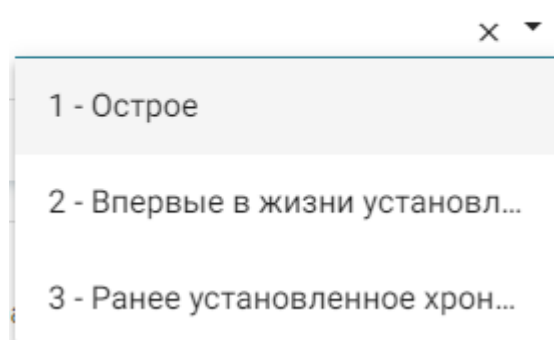 1 - Острое
2 - Впервые в жизни установл...
3 - Ранее установленное хрон...